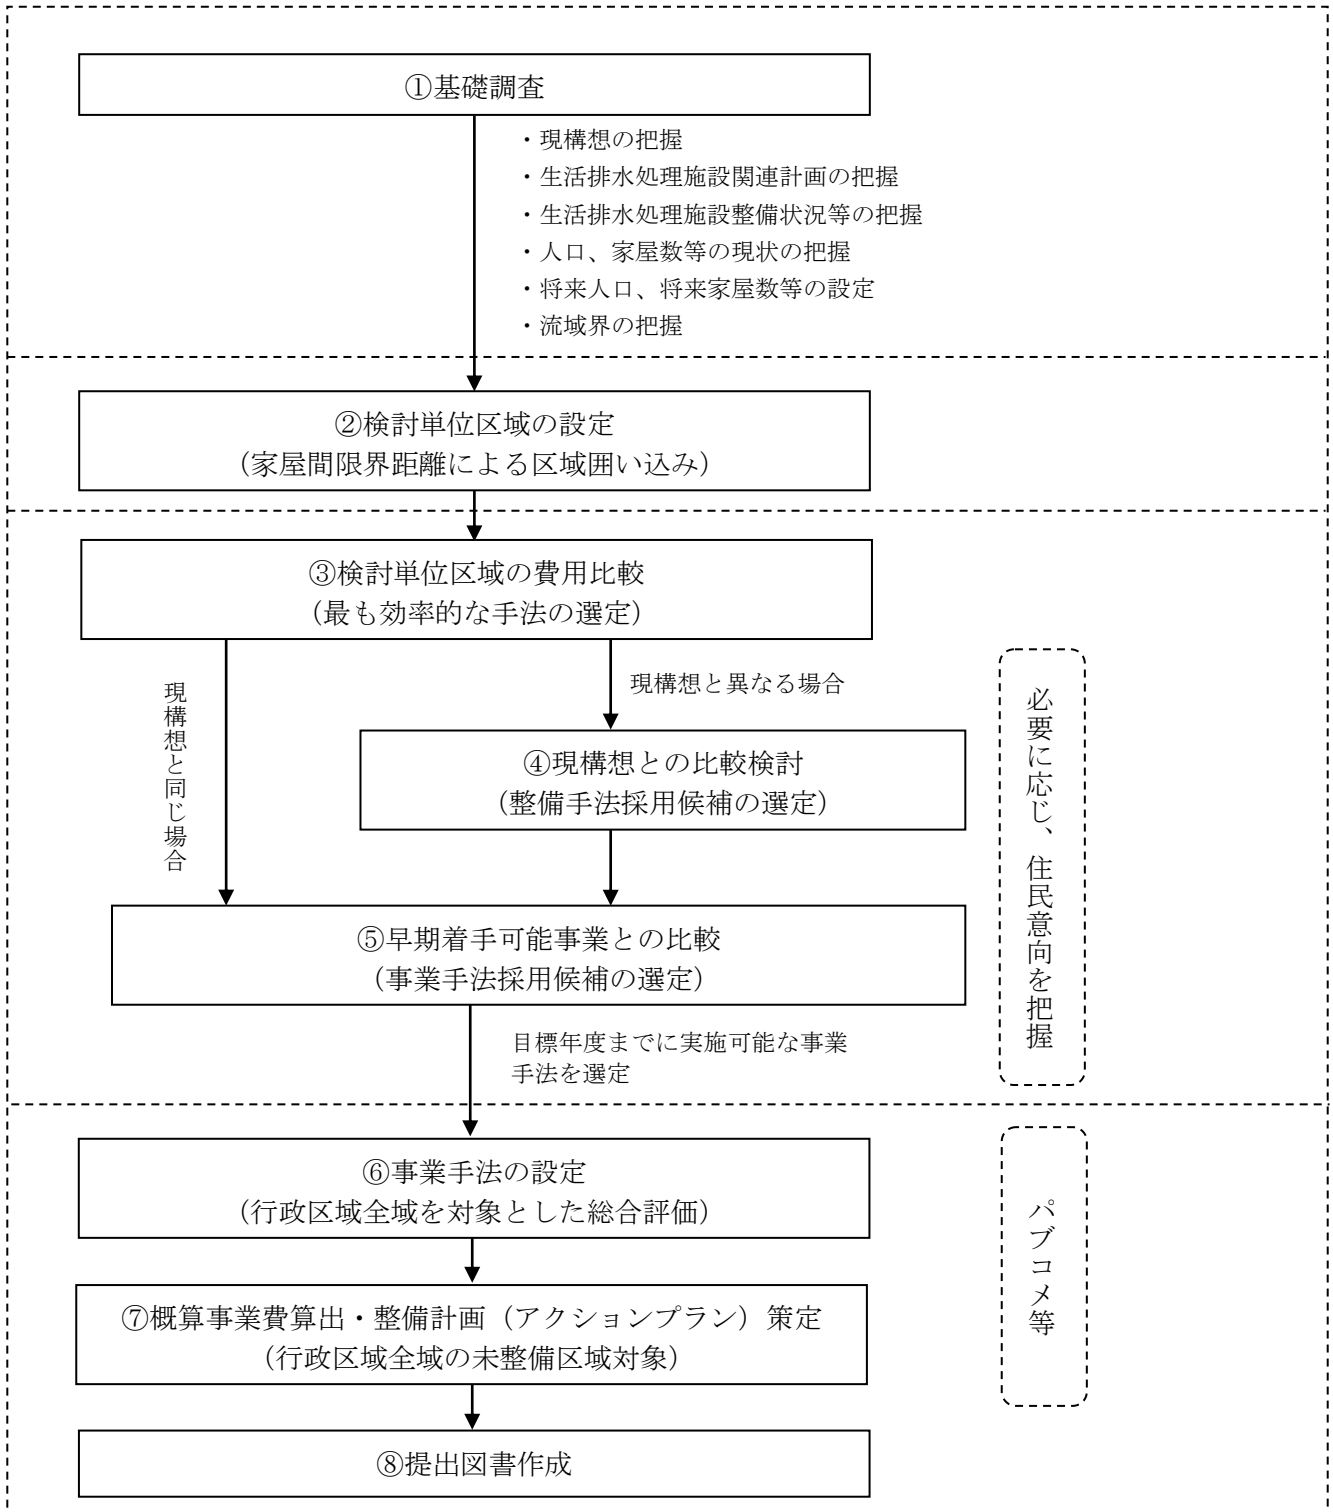 ①基礎調査
・現構想の把握
・生活排水処理施設関連計画の把握
・生活排水処理施設整備状況等の把握
・人口、家屋数等の現状の把握
・将来人口、将来家屋数等の設定
・流域界の把握
②検討単位区域の設定
（家屋間限界距離による区域囲い込み）
③検討単位区域の費用比較
（最も効率的な手法の選定）
現構想と同じ場合
現構想と異なる場合
④現構想との比較検討
（整備手法採用候補の選定）
⑤早期着手可能事業との比較
（事業手法採用候補の選定）
目標年度までに実施可能な事業
手法を選定
必要に応じ、住民意向を把握
⑥事業手法の設定
（行政区域全域を対象とした総合評価）
⑦概算事業費算出・整備計画（アクションプラン）策定
（行政区域全域の未整備区域対象）
⑧提出図書作成
パブコメ等